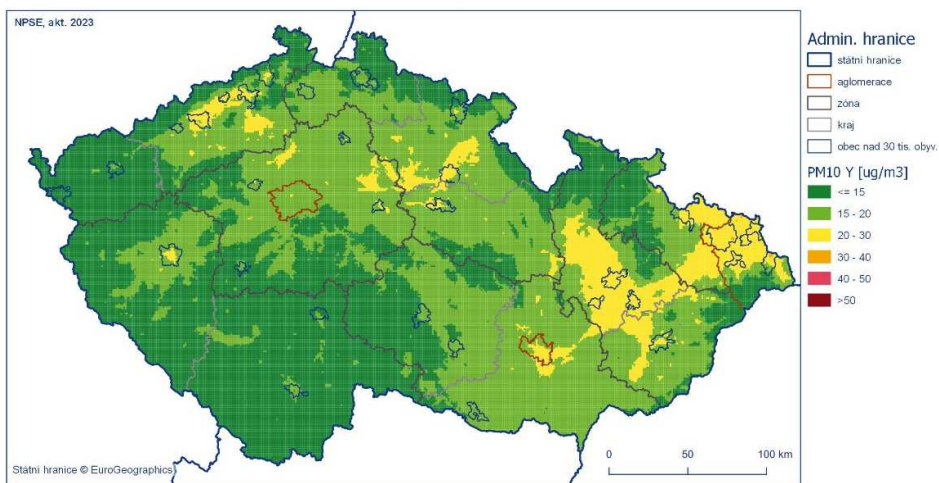 NPSE, akt. 2023
Státní hranice © EuroGeographics
0 50 100 km
Admin. hranice
státní hranice
aglomerace
zóna
kraj
obec nad 30 tis. obyv.
PM10 Y [ug/m3]
<= 15
15 - 20
20 - 30
30 - 40
40 - 50
>50